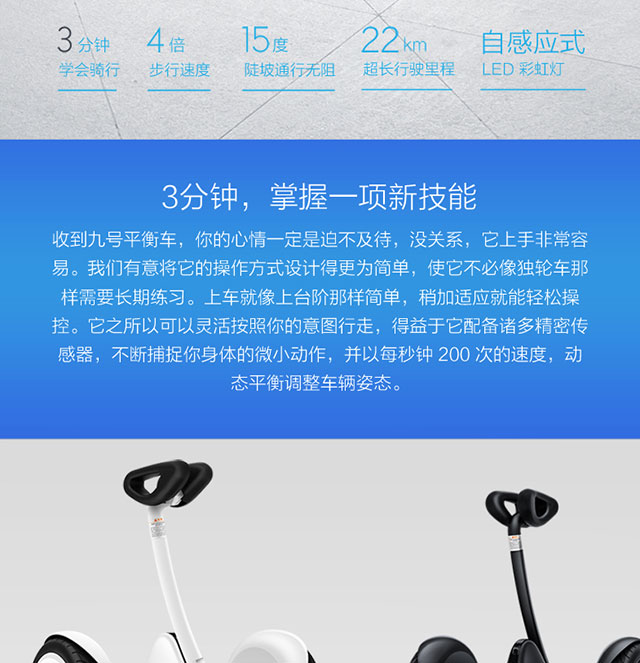 3 分钟 4 倍 15 度 22 km 自感应式
学会骑行 步行速度 陡坡通行无阻 超长行驶里程 LED 彩虹灯
3分钟，掌握一项新技能
收到九号平衡车，你的心情一定是迫不及待，没关系，它上手非常容
易。我们有意将它的操作方式设计得更为简单，使它不必像独轮车那
样需要长期练习。上车就像上台阶那样简单，稍加适应就能轻松操
控。它之所以可以灵活按照你的意图行走，得益于它配备诸多精密传
感器，不断捕捉你身体的微小动作，并以每秒钟 200 次的速度，动
态平衡调整车辆姿态。